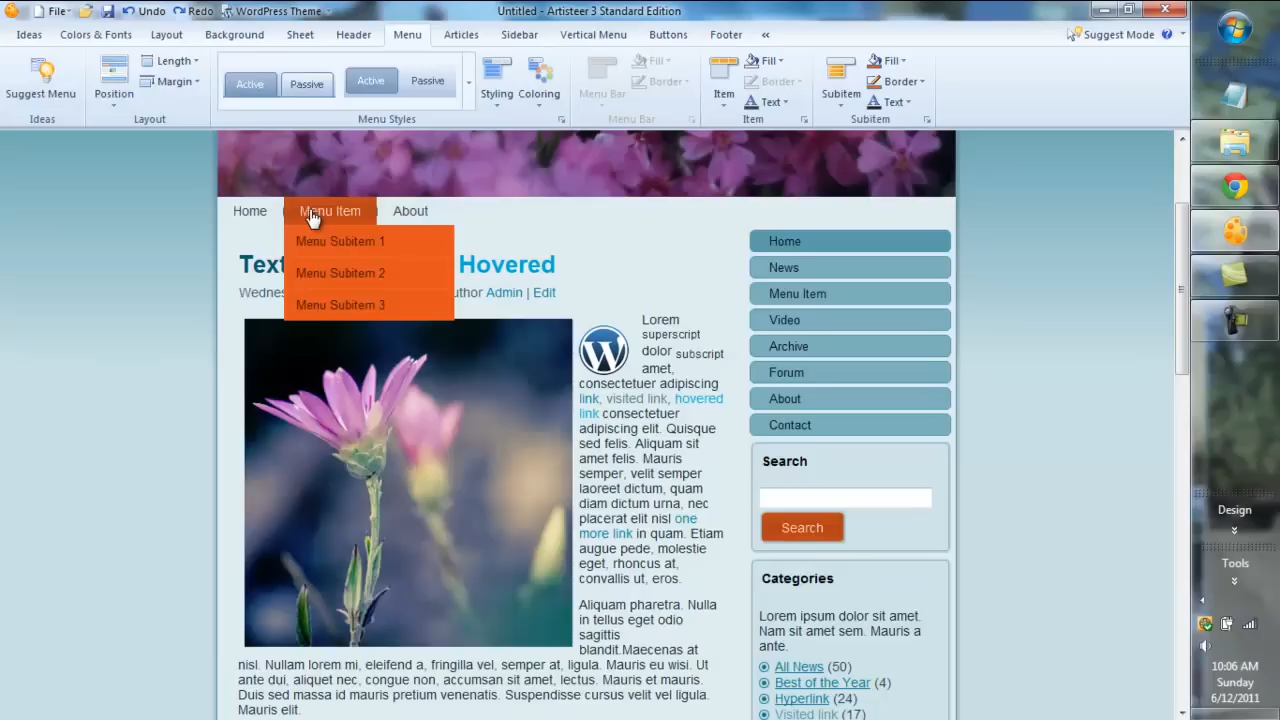 File
Undo
Redo
WordPress Theme
Untitled - Artisteer 3 Standard Edition
Ideas
Colors & Fonts
Layout
Background
Sheet
Header
Menu
Articles
Sidebar
Vertical Menu
Buttons
Footer
Suggest Mode
Suggest Menu
Position
Length
Margin
Active
Passive
Active
Passive
Styling
Coloring
Menu Bar
Fill
Border
Item
Fill
Border
Text
Subitem
Fill
Border
Text
Ideas
Layout
Menu Styles
Menu Bar
Item
Subitem
Home
Menu Item
About
Menu Subitem 1
Menu Subitem 2
Menu Subitem 3
Text
Hovered
Admin | Edit
Lorem
superscript
dolor subscript
amet,
consectetuer adipiscing
link, visited link, hovered
link consectetuer
adipiscing elit. Quisque
sed felis. Aliquam sit
amet felis. Mauris
semper, velit semper
laoreet dictum, quam
diam dictum urna, nec
placerat elit nisl one
more link in quam. Etiam
augue pede, molestie
eget, rhoncus at,
convallis ut, eros.
Aliquam pharetra. Nulla
in tellus eget odio
sagittis
blandit.Maecenas at
nisl. Nullam lorem mi, eleifend a, fringilla vel, semper at, ligula. Mauris eu wisi. Ut
ante dui, aliquet nec, congue non, accumsan sit amet, lectus. Mauris et mauris.
Duis sed massa id mauris pretium venenatis. Suspendisse cursus velit vel ligula.
Mauris elit.
Home
News
Menu Item
Video
Archive
Forum
About
Contact
Search
Search
Categories
Lorem ipsum dolor sit amet.
Nam sit amet sem. Mauris a
ante.
All News (50)
Best of the Year (4)
Hyperlink (24)
Visited link (17)
Design
Tools
10:06 AM
Sunday
6/12/2011